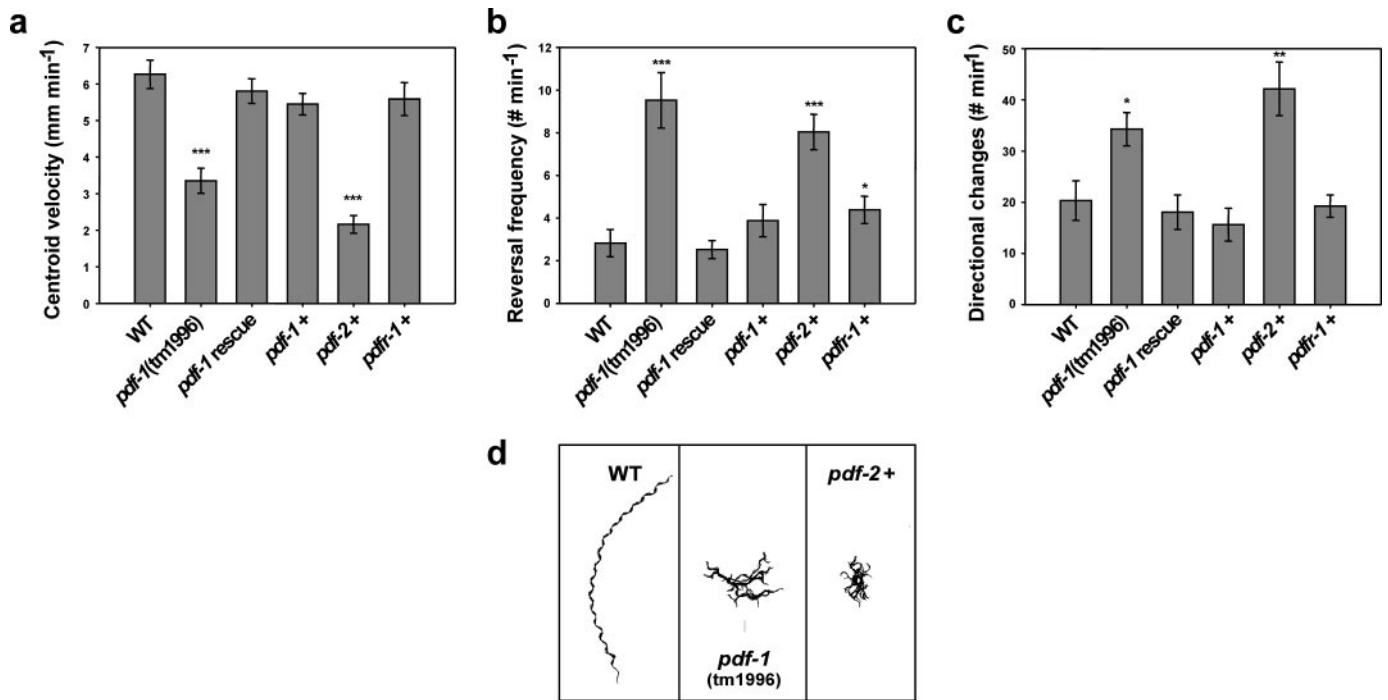 a
Centroid velocity (mm min-1)
7
6
5
4
3
2
1
0
***
***
WT
pdf-1(tm1996)
pdf-1 rescue
pdf-1 +
pdf-2 +
pdfr-1 +
b
Reversal frequency (# min-1)
12
10
8
6
4
2
0
***
***
*
WT
pdf-1(tm1996)
pdf-1 rescue
pdf-1 +
pdf-2 +
pdfr-1 +
c
Directional changes (# min-1)
50
40
30
20
10
0
*
**
WT
pdf-1(tm1996)
pdf-1 rescue
pdf-1 +
pdf-2 +
pdfr-1 +
d
WT
pdf-1
(tm1996)
pdf-2 +